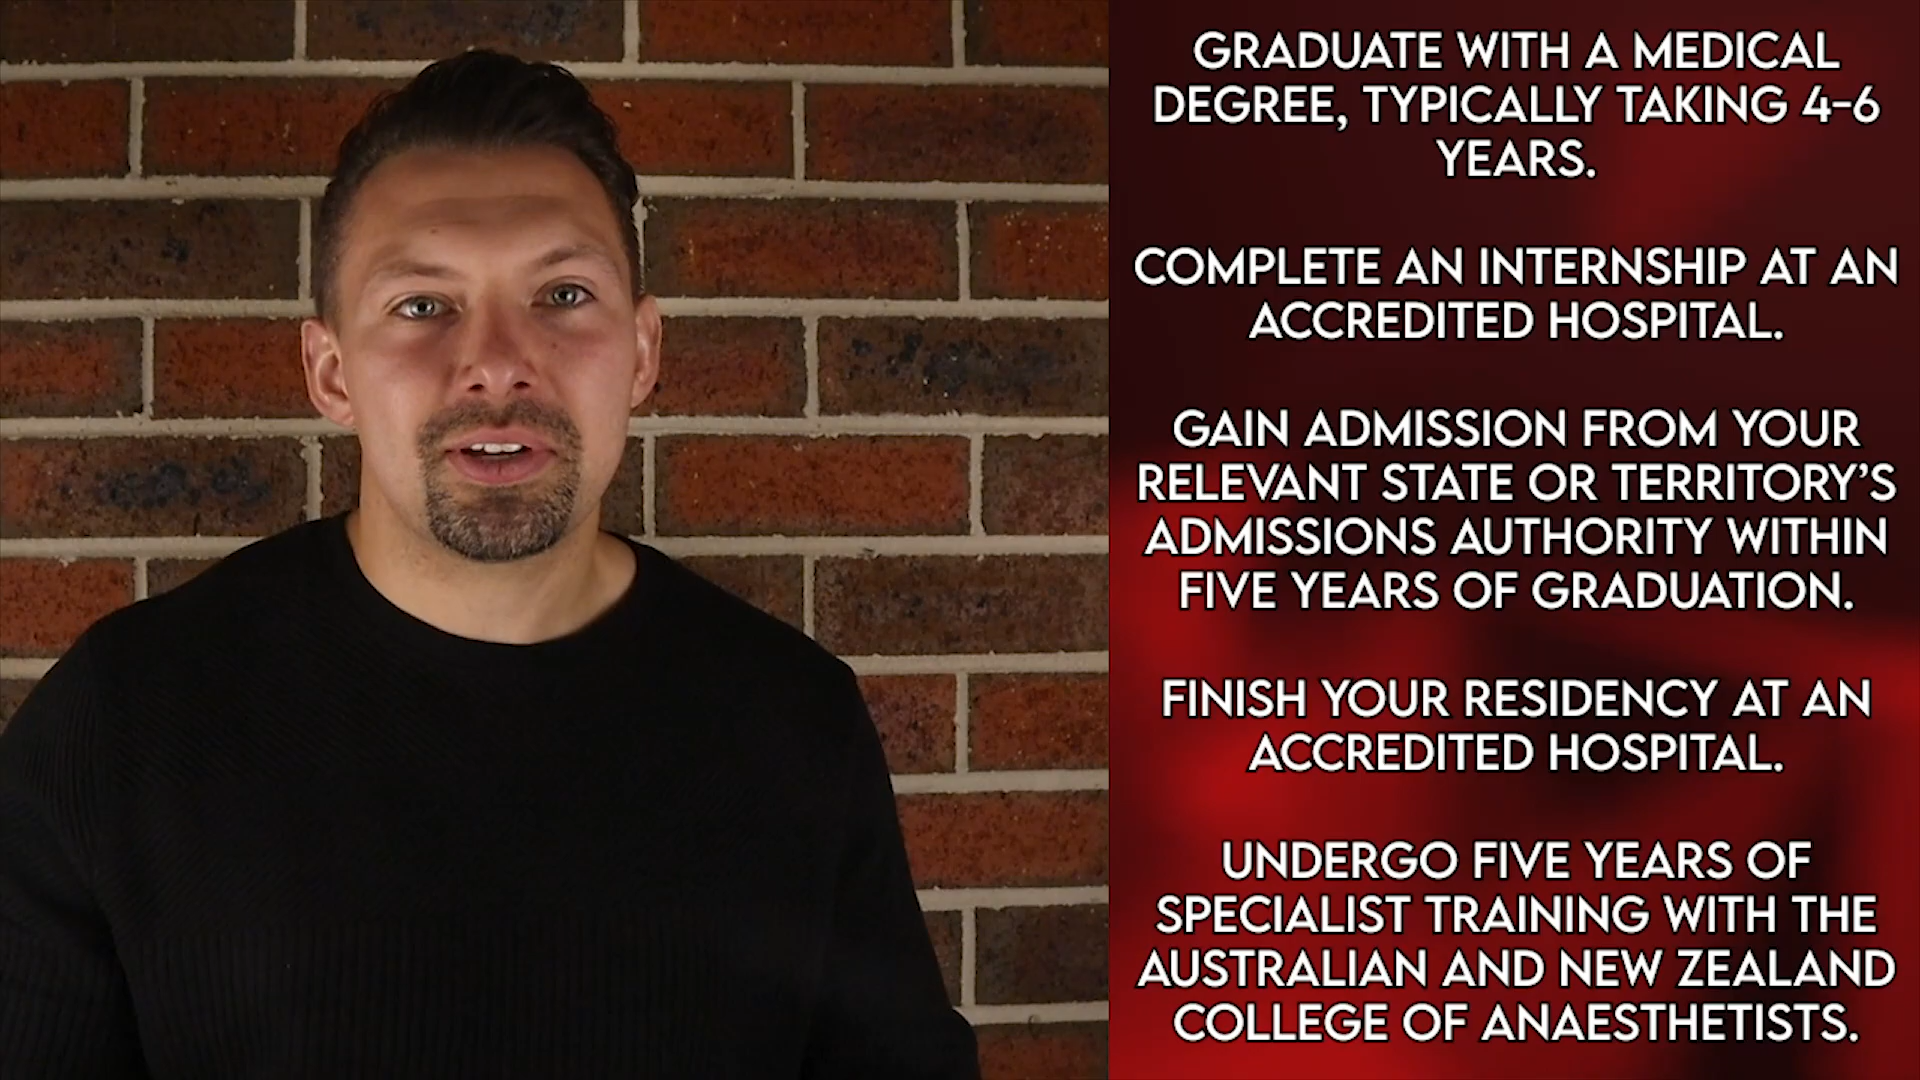 GRADUATE WITH A MEDICAL
DEGREE, TYPICALLY TAKING 4-6
YEARS.
COMPLETE AN INTERNSHIP AT AN
ACCREDITED HOSPITAL.
GAIN ADMISSION FROM YOUR
RELEVANT STATE OR TERRITORY'S
ADMISSIONS AUTHORITY WITHIN
FIVE YEARS OF GRADUATION.
FINISH YOUR RESIDENCY AT AN
ACCREDITED HOSPITAL.
UNDERGO FIVE YEARS OF
SPECIALIST TRAINING WITH THE
AUSTRALIAN AND NEW ZEALAND
COLLEGE OF ANAESTHETISTS.